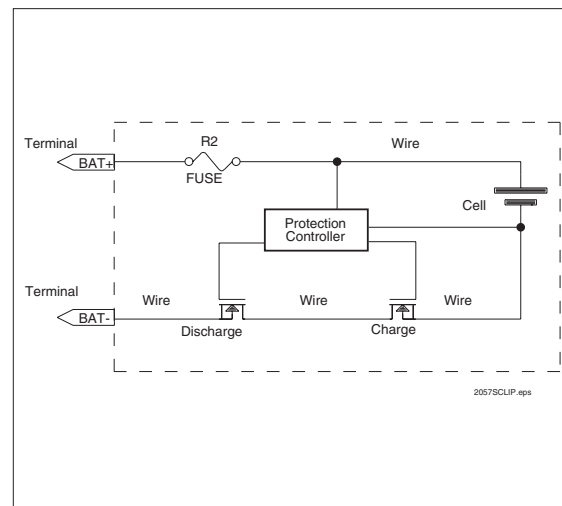 R2
Terminal
Wire
BAT+
FUSE
Cell
Protection
Controller
Terminal
Wire
Wire
Wire
BAT-
Discharge
Charge
2057SCLIP.eps